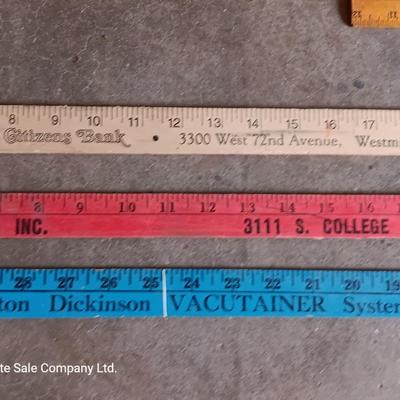 8 9 10 11 12 13 14 15 16 17
Citizens Bank 3300 West 72nd Avenue, Westm
8 9 10 11 12 13 14 15 16
INC. 3111 S. COLLEGE
28 27 26 25 24 23 22 21 20 19
ton Dickinson VACUTAINER System
te Sale Company Ltd.